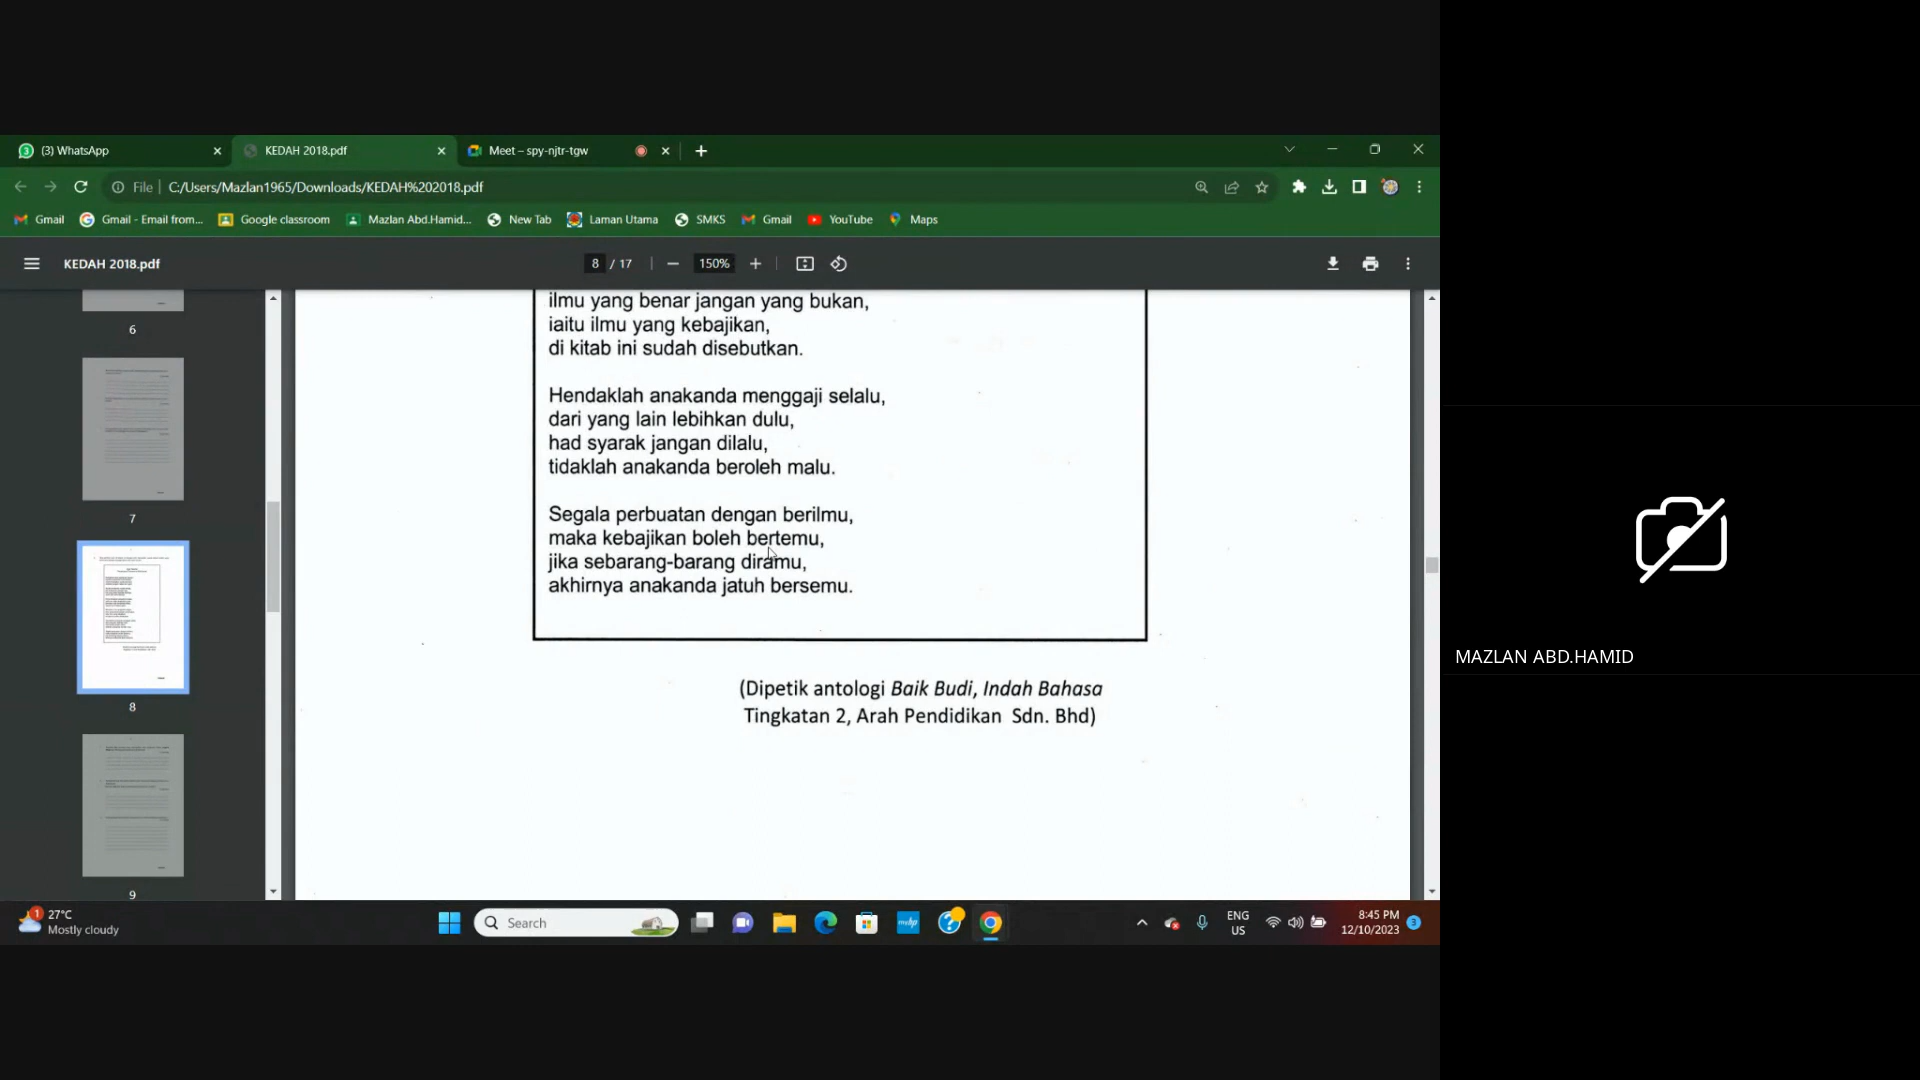 (3) WhatsApp
KEDAH 2018.pdf
Meet – spy-njtr-tgw
File
C:/Users/Mazlan1965/Downloads/KEDAH%202018.pdf
Gmail
Gmail - Email from...
Google classroom
Mazlan Abd.Hamid...
New Tab
Laman Utama
SMKS
Gmail
YouTube
Maps
KEDAH 2018.pdf
8 / 17
150%
6
7
8
9
ilmu yang benar jangan yang bukan,
iaitu ilmu yang kebajikan,
di kitab ini sudah disebutkan.
Hendaklah anakanda menggaji selalu,
dari yang lain lebihkan dulu,
had syarak jangan dilalu,
tidaklah anakanda beroleh malu.
Segala perbuatan dengan berilmu,
maka kebajikan boleh bertemu,
jika sebarang-barang diramu,
akhirnya anakanda jatuh bersemu.
(Dipetik antologi Baik Budi, Indah Bahasa
Tingkatan 2, Arah Pendidikan Sdn. Bhd)
MAZLAN ABD.HAMID
1
27°C
Mostly cloudy
Search
ENG
US
8:45 PM
12/10/2023
3